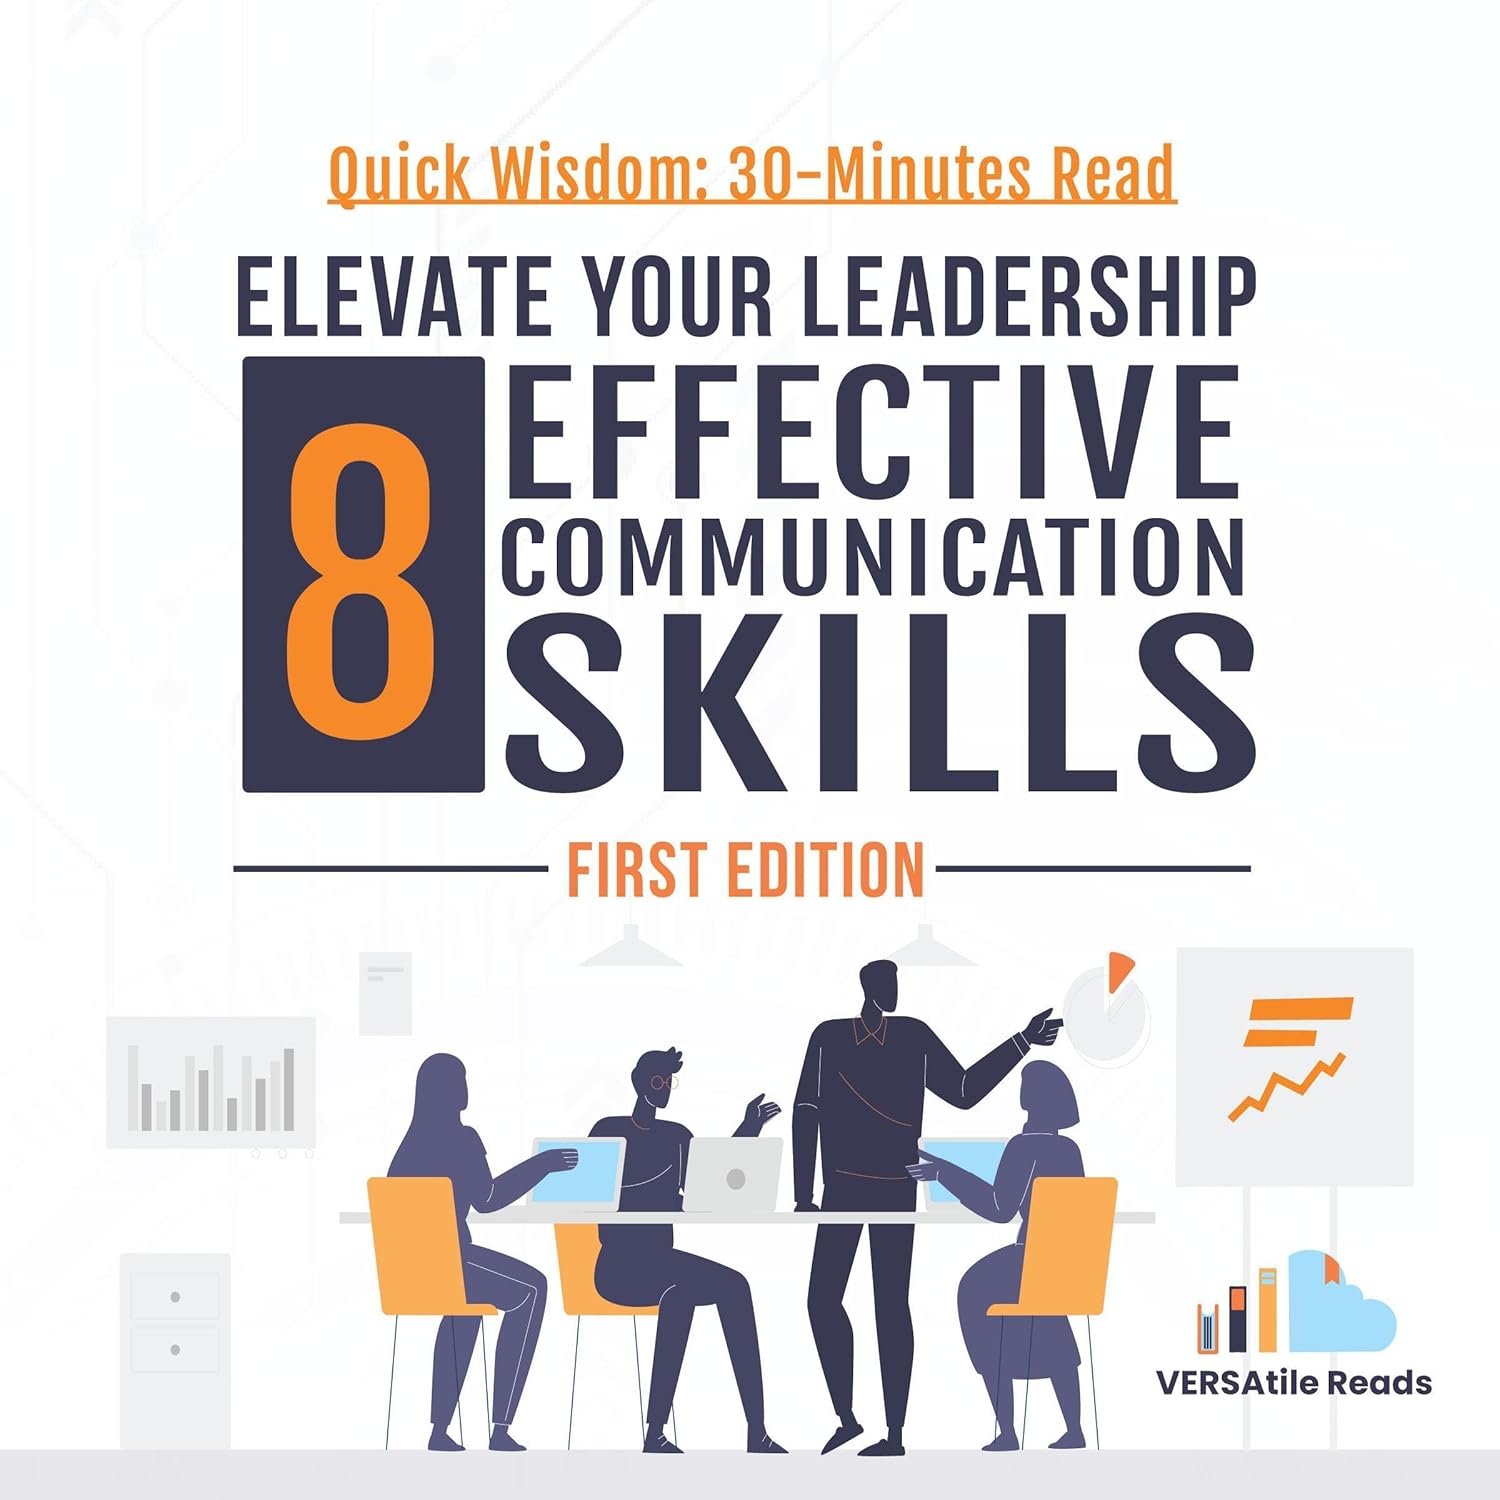 Quick Wisdom: 30-Minutes Read
ELEVATE YOUR LEADERSHIP
8 EFFECTIVE
COMMUNICATION
SKILLS
FIRST EDITION
VERSAtile Reads